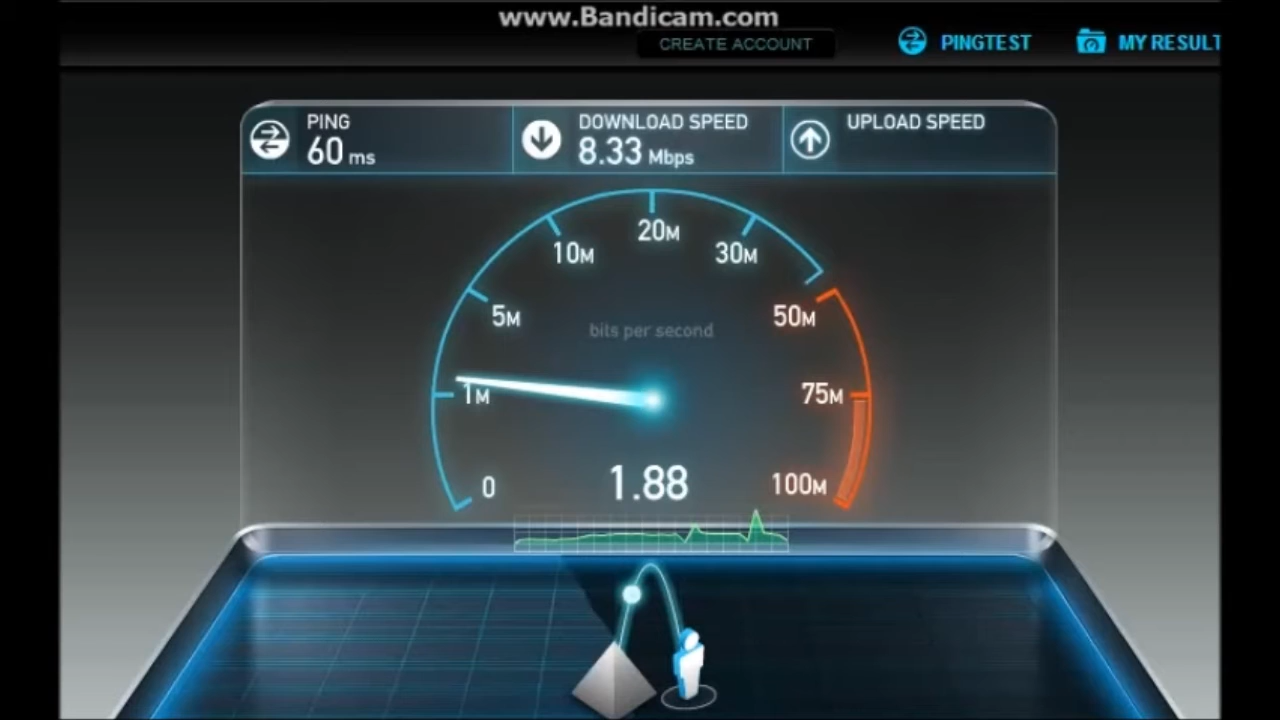 www.Bandicam.com
CREATE ACCOUNT
PINGTEST
MY RESULT
PING
60 ms
DOWNLOAD SPEED
8.33 Mbps
UPLOAD SPEED
20M
10M
30M
5M
50M
bits per second
1M
75M
0
1.88
100M